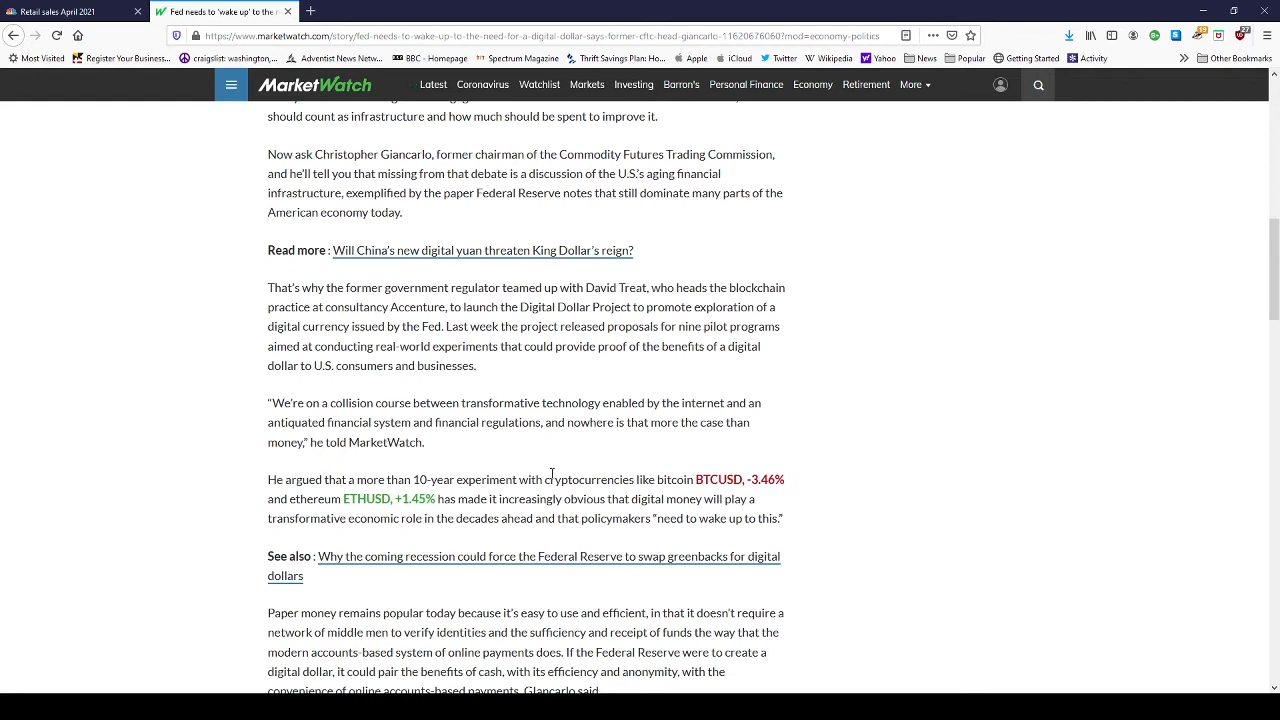 Retail sales April 2021
Fed needs to 'wake up' to the n
https://www.marketwatch.com/story/fed-needs-to-wake-up-to-the-need-for-a-digital-dollar-says-former-cftc-head-giancarlo-11620676060?mod=economy-politics
Most Visited
Register Your Business...
craigslist: washington,...
Adventist News Netw...
BBC - Homepage
Spectrum Magazine
Thrift Savings Plan: Ho...
Apple
iCloud
Twitter
Wikipedia
Yahoo
News
Popular
Getting Started
Activity
Other Bookmarks
MarketWatch
Latest
Coronavirus
Watchlist
Markets
Investing
Barron's
Personal Finance
Economy
Retirement
More
should count as infrastructure and how much should be spent to improve it.
Now ask Christopher Giancarlo, former chairman of the Commodity Futures Trading Commission,
and he'll tell you that missing from that debate is a discussion of the U.S.'s aging financial
infrastructure, exemplified by the paper Federal Reserve notes that still dominate many parts of the
American economy today.
Read more : Will China's new digital yuan threaten King Dollar's reign?
That's why the former government regulator teamed up with David Treat, who heads the blockchain
practice at consultancy Accenture, to launch the Digital Dollar Project to promote exploration of a
digital currency issued by the Fed. Last week the project released proposals for nine pilot programs
aimed at conducting real-world experiments that could provide proof of the benefits of a digital
dollar to U.S. consumers and businesses.
“We're on a collision course between transformative technology enabled by the internet and an
antiquated financial system and financial regulations, and nowhere is that more the case than
money,” he told MarketWatch.
He argued that a more than 10-year experiment with cryptocurrencies like bitcoin BTCUSD, -3.46%
and ethereum ETHUSD, +1.45% has made it increasingly obvious that digital money will play a
transformative economic role in the decades ahead and that policymakers “need to wake up to this.”
See also : Why the coming recession could force the Federal Reserve to swap greenbacks for digital
dollars
Paper money remains popular today because it's easy to use and efficient, in that it doesn't require a
network of middle men to verify identities and the sufficiency and receipt of funds the way that the
modern accounts-based system of online payments does. If the Federal Reserve were to create a
digital dollar, it could pair the benefits of cash, with its efficiency and anonymity, with the
convenience of online accounts-based payments, Giancarlo said.